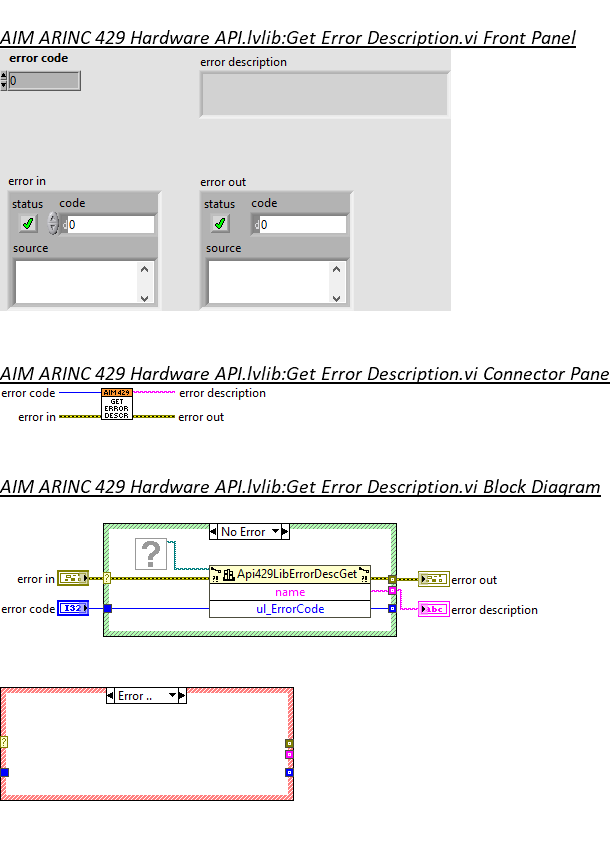 AIM ARINC 429 Hardware API.lvlib:Get Error Description.vi Front Panel
error code
0
error description
error in
status code
0
source
error out
status code
0
source
AIM ARINC 429 Hardware API.lvlib:Get Error Description.vi Connector Pane
error code
AIM429
GET
ERROR
DESCR
error description
error in
error out
AIM ARINC 429 Hardware API.lvlib:Get Error Description.vi Block Diagram
No Error
?
?! Api429LibErrorDescGet ?!
name
ul_ErrorCode
error in
?
error code
I32
error out
abc
error description
Error ..
?